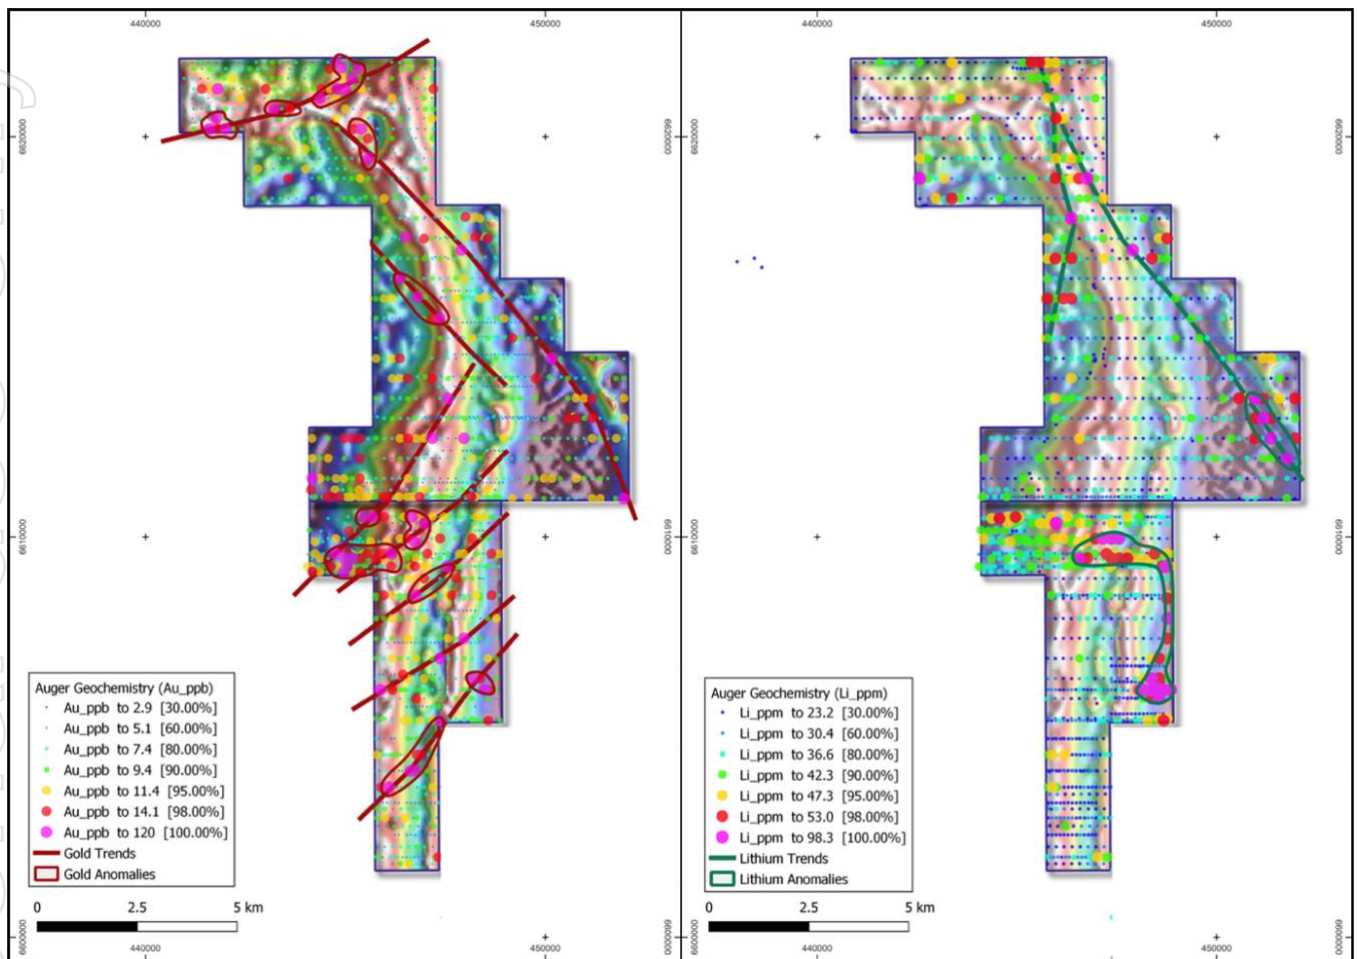 440000
450000
440000
450000
6620000
6620000
6620000
6610000
6610000
6610000
Auger Geochemistry (Au_ppb)
Au_ppb to 2.9 [30.00%]
Au_ppb to 5.1 [60.00%]
Au_ppb to 7.4 [80.00%]
Au_ppb to 9.4 [90.00%]
Au_ppb to 11.4 [95.00%]
Au_ppb to 14.1 [98.00%]
Au_ppb to 120 [100.00%]
Gold Trends
Gold Anomalies
0 2.5 5 km
Auger Geochemistry (Li_ppm)
Li_ppm to 23.2 [30.00%]
Li_ppm to 30.4 [60.00%]
Li_ppm to 36.6 [80.00%]
Li_ppm to 42.3 [90.00%]
Li_ppm to 47.3 [95.00%]
Li_ppm to 53.0 [98.00%]
Li_ppm to 98.3 [100.00%]
Lithium Trends
Lithium Anomalies
0 2.5 5 km
6600000
6600000
6600000
440000
450000
440000
450000